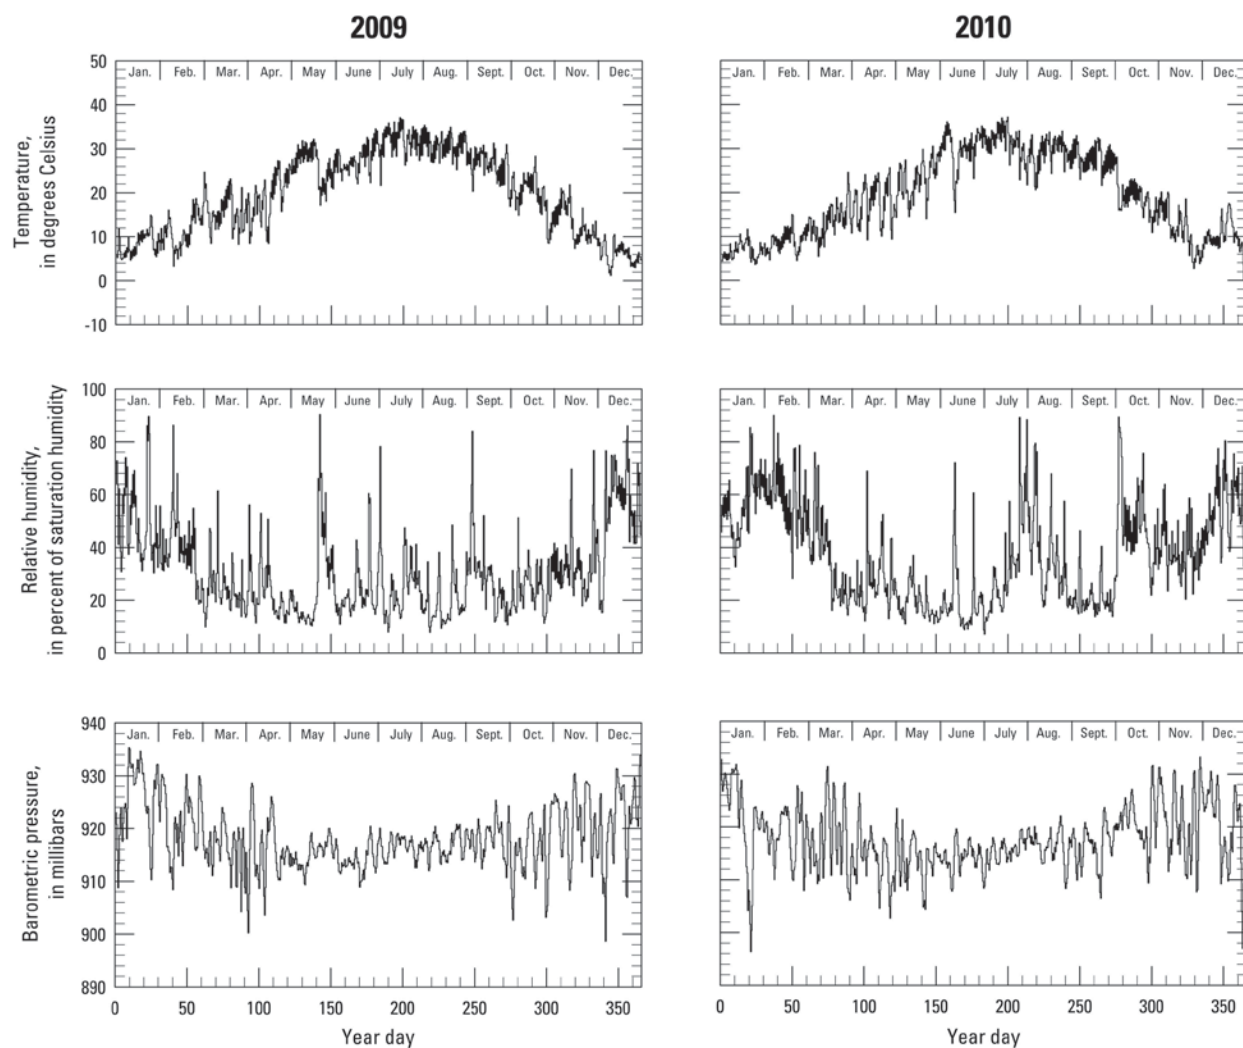 2009
2010
50
Jan. Feb. Mar. Apr. May June July Aug. Sept. Oct. Nov. Dec.
Jan. Feb. Mar. Apr. May June July Aug. Sept. Oct. Nov. Dec.
40
30
20
10
0
-10
Temperature,
in degrees Celsius
100
Jan. Feb. Mar. Apr. May June July Aug. Sept. Oct. Nov. Dec.
Jan. Feb. Mar. Apr. May June July Aug. Sept. Oct. Nov. Dec.
80
60
40
20
0
Relative humidity,
in percent of saturation humidity
940
Jan. Feb. Mar. Apr. May June July Aug. Sept. Oct. Nov. Dec.
Jan. Feb. Mar. Apr. May June July Aug. Sept. Oct. Nov. Dec.
930
920
910
900
890
Barometric pressure,
in millibars
0 50 100 150 200 250 300 350
0 50 100 150 200 250 300 350
Year day
Year day